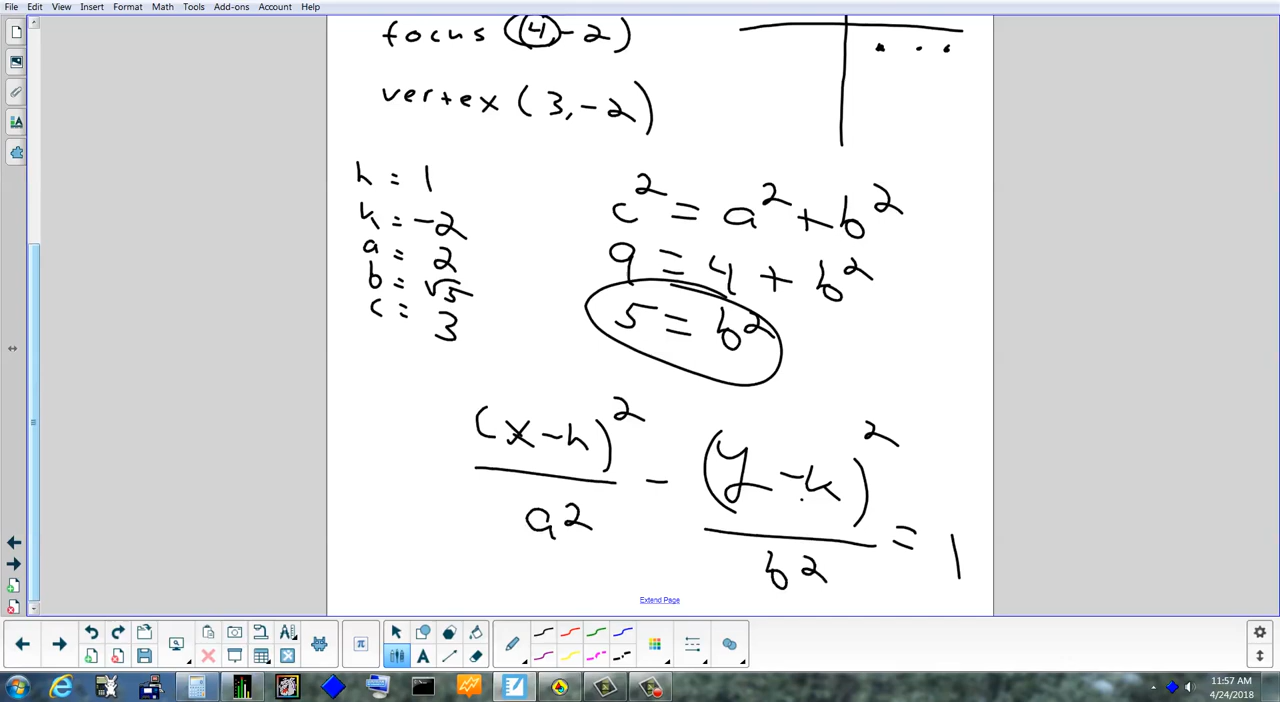 File Edit View Insert Format Math Tools Add-ons Account Help
focus (4, -2)
vertex (3, -2)
h = 1
k = -2
a = 2
b = √5
c = 3
c² = a² + b²
9 = 4 + b²
5 = b²
(x-h)² / a² - (y-k)² / b² = 1
Extend Page
π
A
11:57 AM
4/24/2018